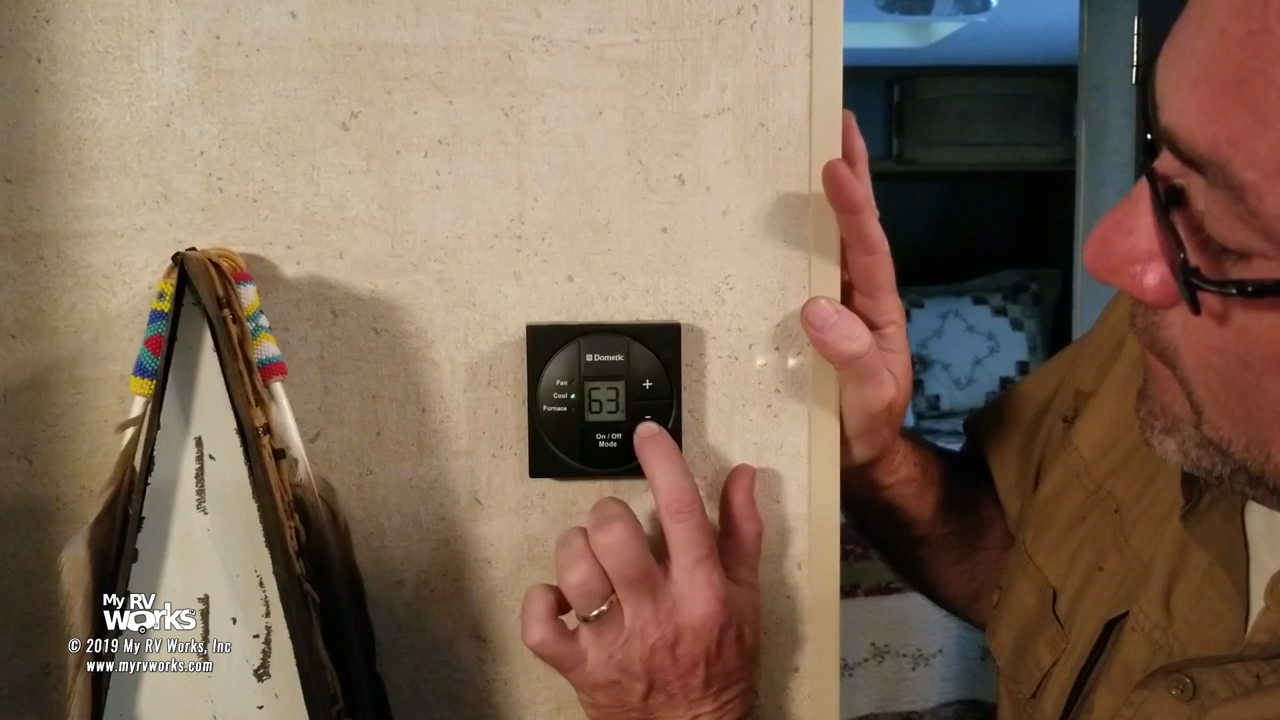 Dometic
Fan
Cool
Furnace
63
+
-
On / Off
Mode
My RV
Works
© 2019 My RV Works, Inc
www.myrvworks.com